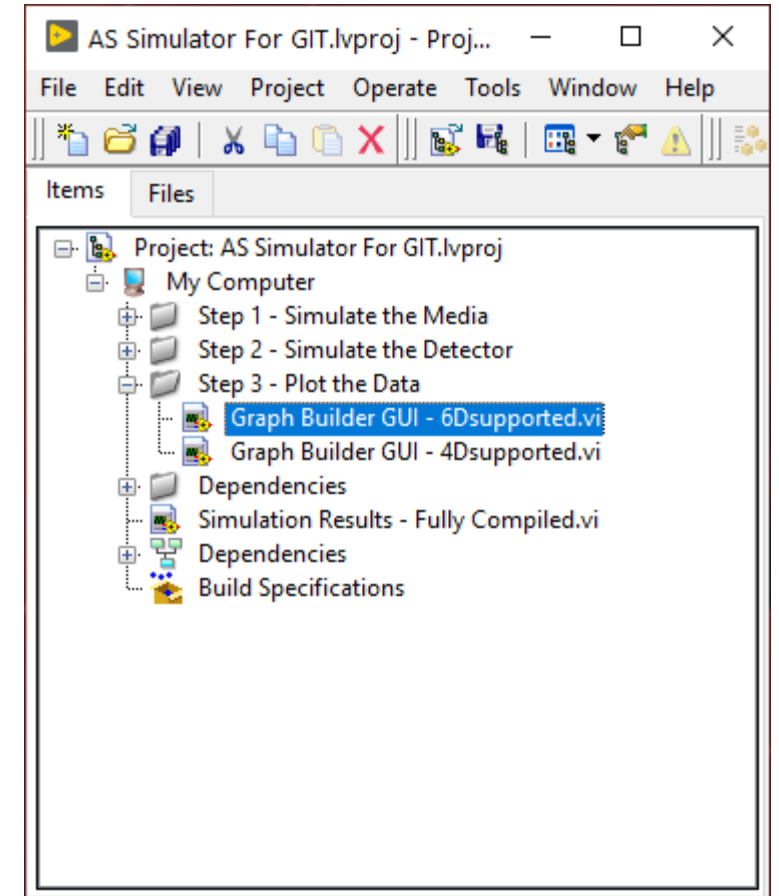 AS Simulator For GIT.lvproj - Proj...
File Edit View Project Operate Tools Window Help
Items Files
Project: AS Simulator For GIT.lvproj
My Computer
Step 1 - Simulate the Media
Step 2 - Simulate the Detector
Step 3 - Plot the Data
Graph Builder GUI - 6Dsupported.vi
Graph Builder GUI - 4Dsupported.vi
Dependencies
Simulation Results - Fully Compiled.vi
Dependencies
Build Specifications